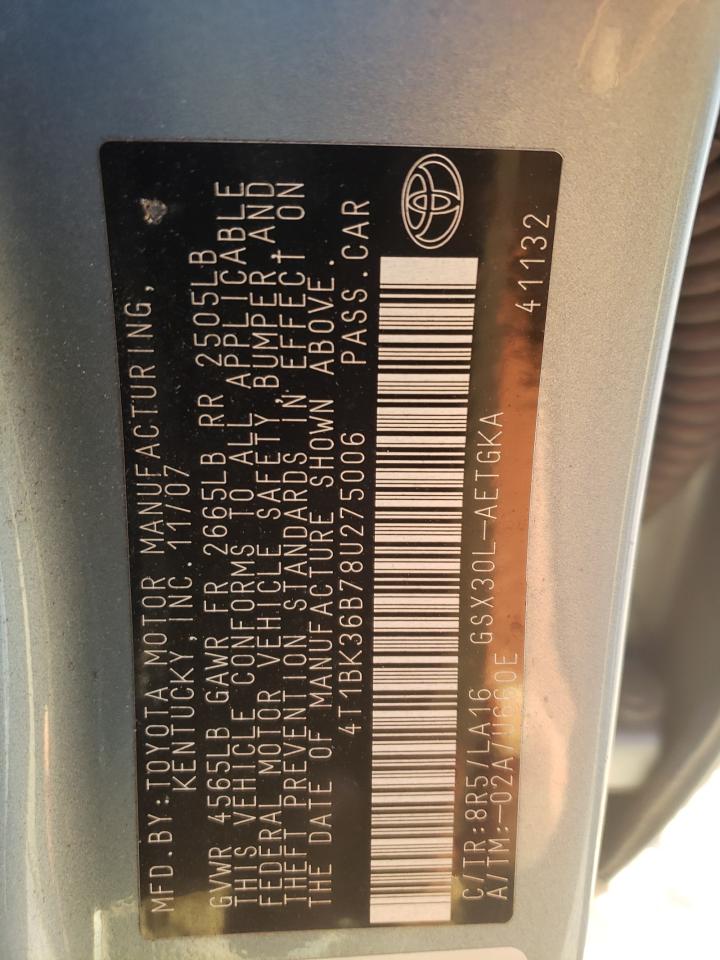 MFD.BY:TOYOTA MOTOR MANUFACTURING,
KENTUCKY,INC. 11/07
GVWR 4565LB GAWR FR 2665LB RR 2505LB
THIS VEHICLE CONFORMS TO ALL APPLICABLE
FEDERAL MOTOR VEHICLE SAFETY, BUMPER, AND
THEFT PREVENTION STANDARDS IN EFFECT ON
THE DATE OF MANUFACTURE SHOWN ABOVE.
4T1BK36B78U275006 PASS.CAR
C/TR:8R5/LA16 GSX30L-AETGKA
A/TM:-02A/U660E 41132